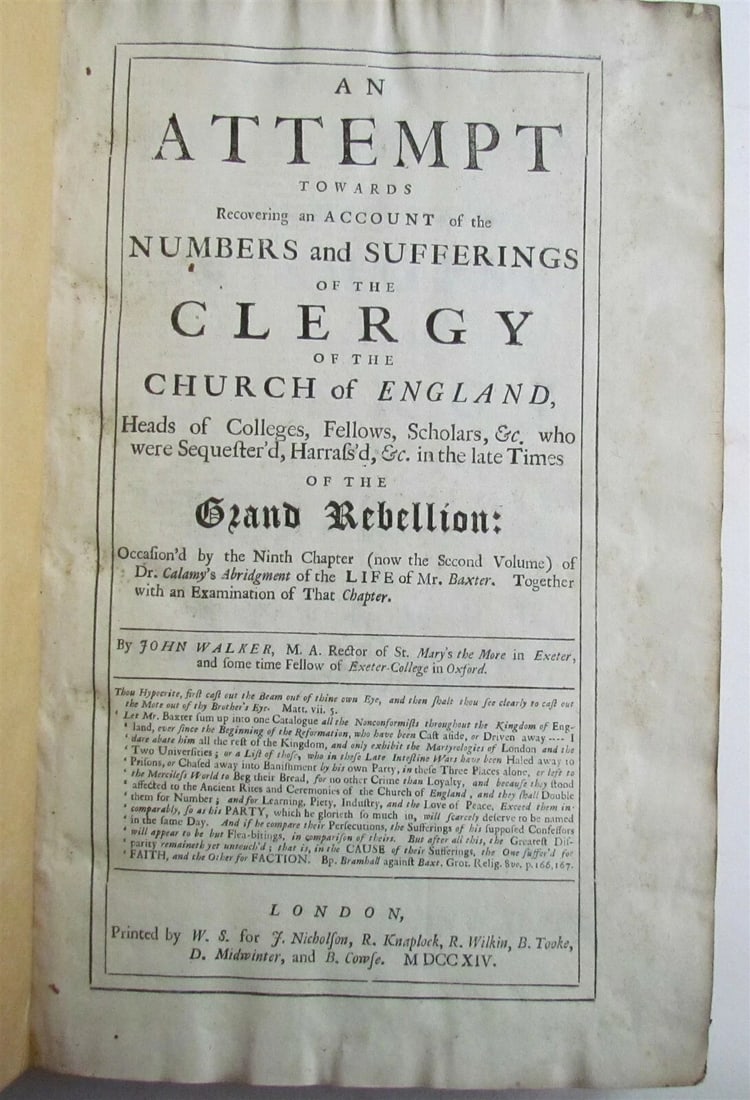 AN
ATTEMPT
TOWARDS
Recovering an ACCOUNT of the
NUMBERS and SUFFERINGS
OF THE
CLERGY
OF THE
CHURCH of ENGLAND,
Heads of Colleges, Fellows, Scholars, &c. who
were Sequeſter'd, Harraſs'd, &c. in the late Times
OF THE
Grand Rebellion:
Occaſion'd by the Ninth Chapter (now the Second Volume) of
Dr. Calamy's Abridgment of the LIFE of Mr. Baxter. Together
with an Examination of That Chapter.
By JOHN WALKER, M. A. Rector of St. Mary's the More in Exeter,
and ſome time Fellow of Exeter-College in Oxford.
Thou Hypocrite, firſt caſt out the Beam out of thine own Eye, and then ſhalt thou ſee clearly to caſt out
the Mote out of thy Brother's Eye. Matt. vii. 5.
‘ Let Mr. Baxter ſum up into one Catalogue all the Nonconformiſts throughout the Kingdom of Eng-
‘ land, ever ſince the Beginning of the Reformation, who have been Caſt aſide, or Driven away ---- I
‘ dare abate him all the reſt of the Kingdom, and only exhibit the Martyrologies of London and the
‘ Two Univerſities; or a Liſt of thoſe, who in theſe Late Inteſtine Wars have been Haled away to
‘ Priſons, or Chaſed away into Baniſhment by his own Party, in theſe Three Places alone, or left to
‘ the Mercileſs World to Beg their Bread, for no other Crime than Loyalty, and becauſe they ſtood
‘ affected to the Ancient Rites and Ceremonies of the Church of England, and they ſhall Double
‘ them for Number; and for Learning, Piety, Induſtry, and the Love of Peace, Exceed them in-
‘ comparably, ſo as his PARTY, which he glorieth ſo much in, will ſcarcely deſerve to be named
‘ in the ſame Day. And if he compare their Perſecutions, the Sufferings of his ſuppoſed Confeſſors
‘ will appear to be but Flea-bitings, in compariſon of theirs. But after all this, the Greateſt Diſ-
‘ parity remaineth yet untouch'd; that is, in the CAUSE of their Sufferings, the One ſuffer'd for
‘ FAITH, and the Other for FACTION. Bp. Bramhall againſt Baxt. Grot. Relig. &c. p. 166, 167.
LONDON,
Printed by W. S. for J. Nicholſon, R. Knaplock, R. Wilkin, B. Tooke,
D. Midwinter, and B. Cowſe. M DCC XIV.